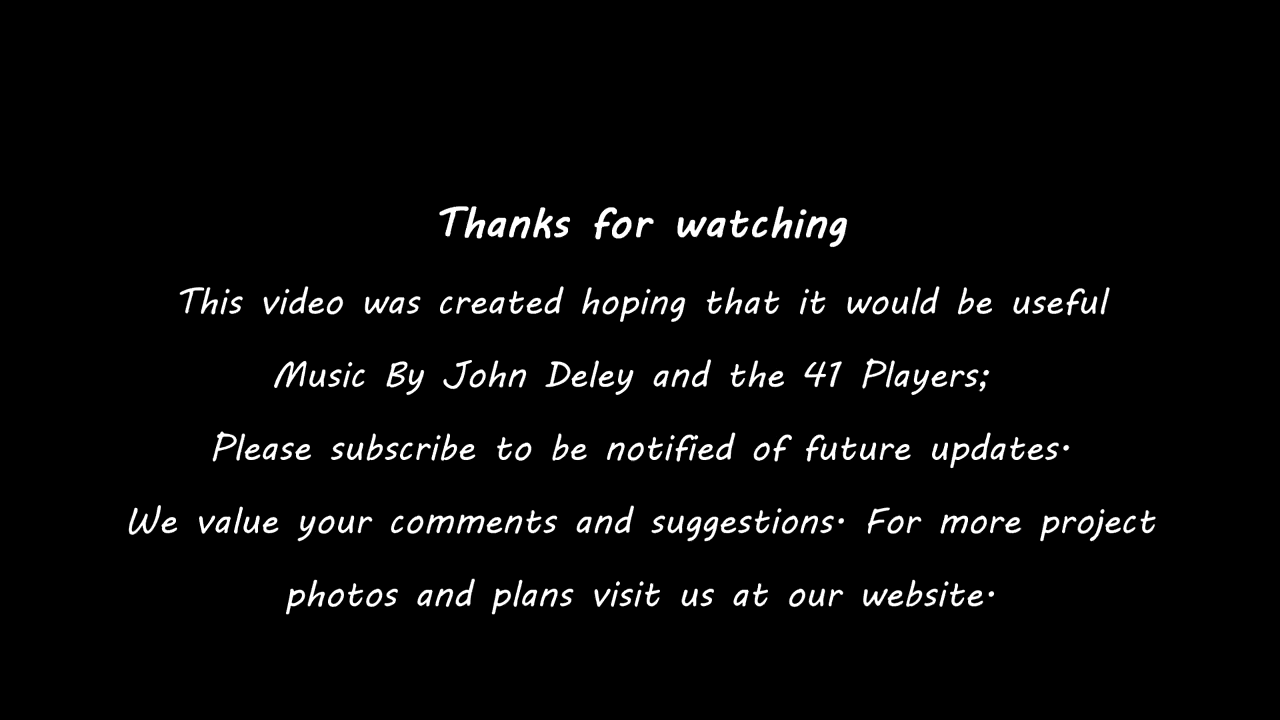 Thanks for watching
This video was created hoping that it would be useful
Music By John Deley and the 41 Players;
Please subscribe to be notified of future updates.
We value your comments and suggestions. For more project
photos and plans visit us at our website.